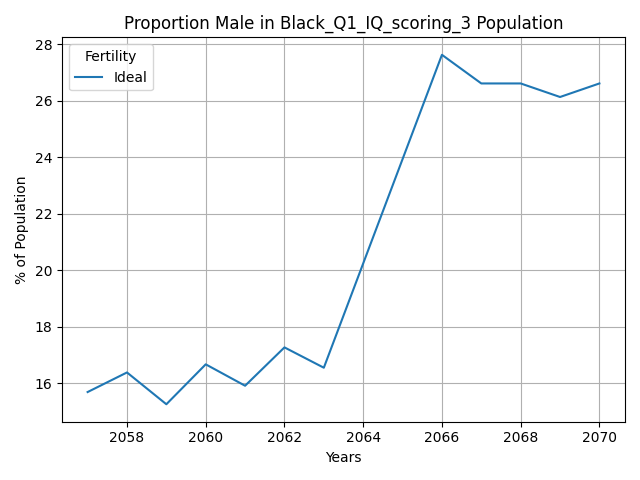 Proportion Male in Black_Q1_IQ_scoring_3 Population
Fertility
Ideal
% of Population
28
26
24
22
20
18
16
2058 2060 2062 2064 2066 2068 2070
Years